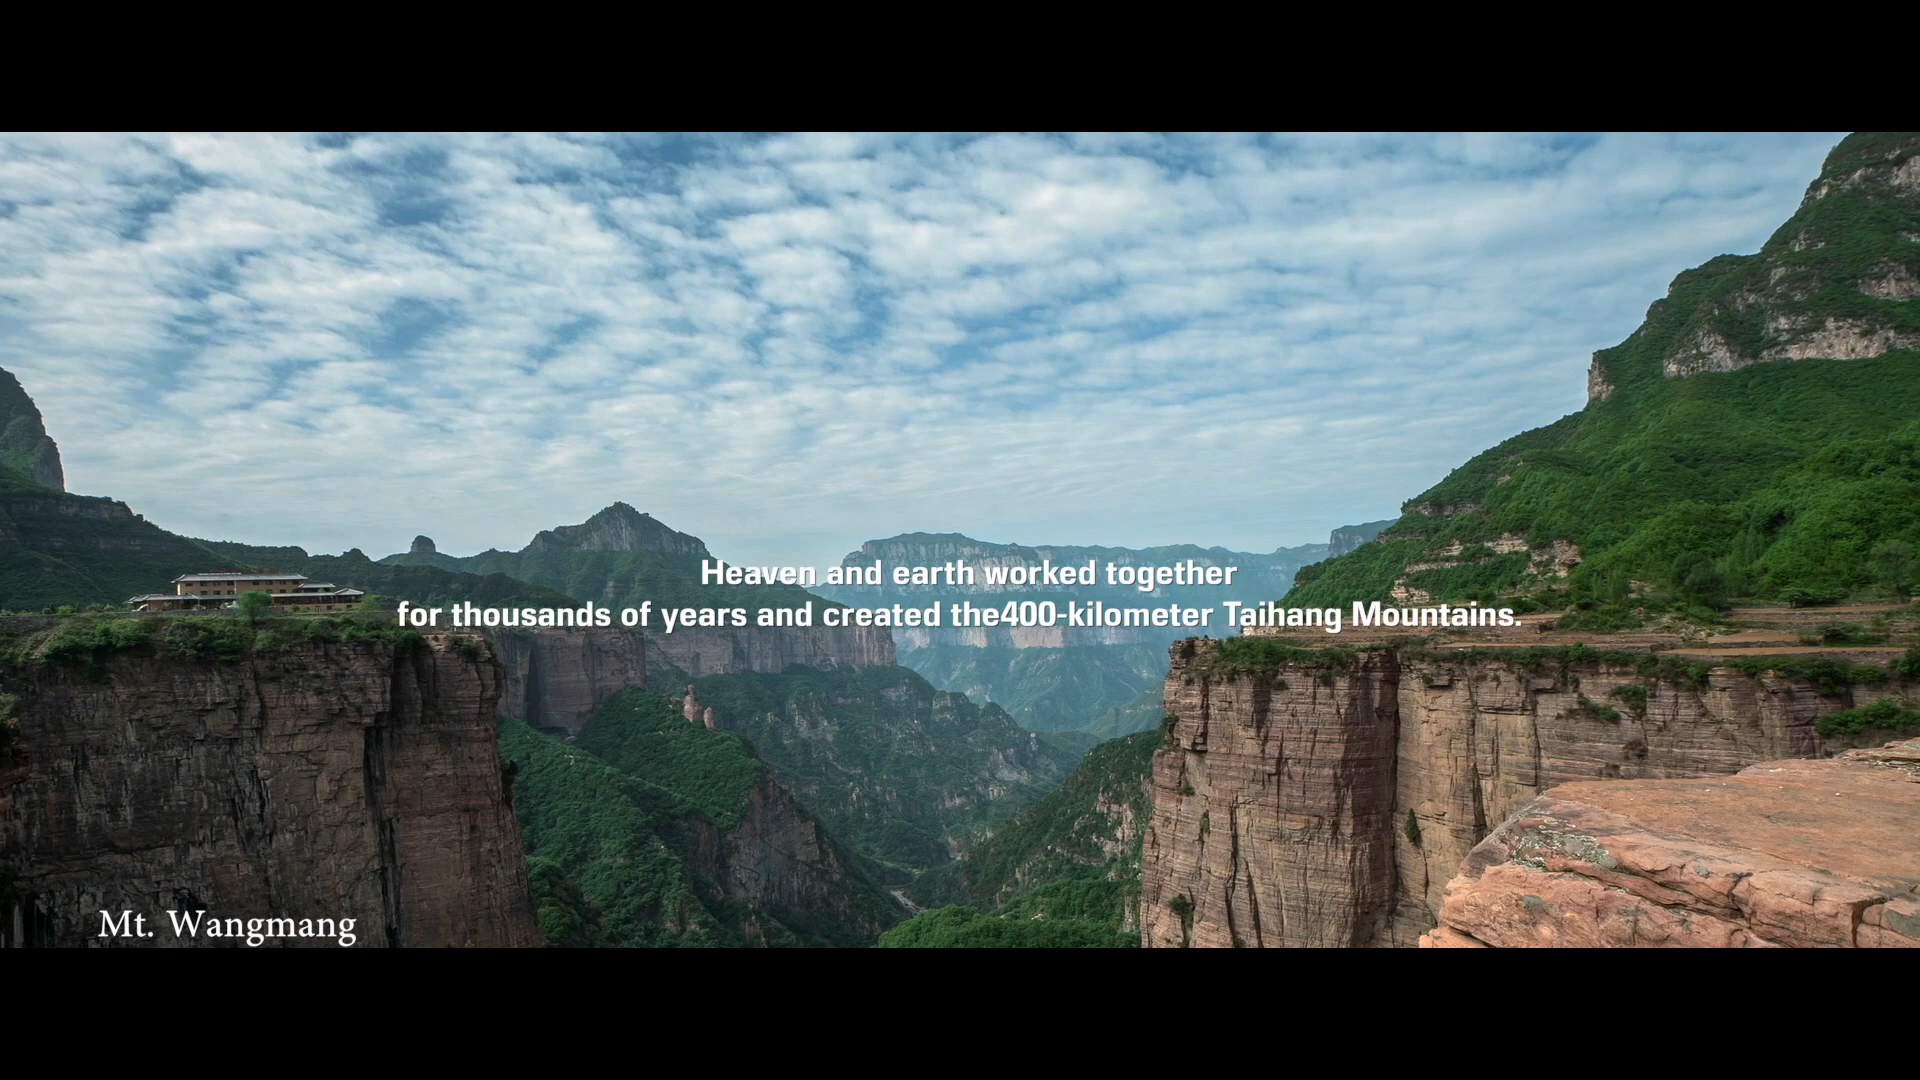 Heaven and earth worked together
for thousands of years and created the400-kilometer Taihang Mountains.
Mt. Wangmang